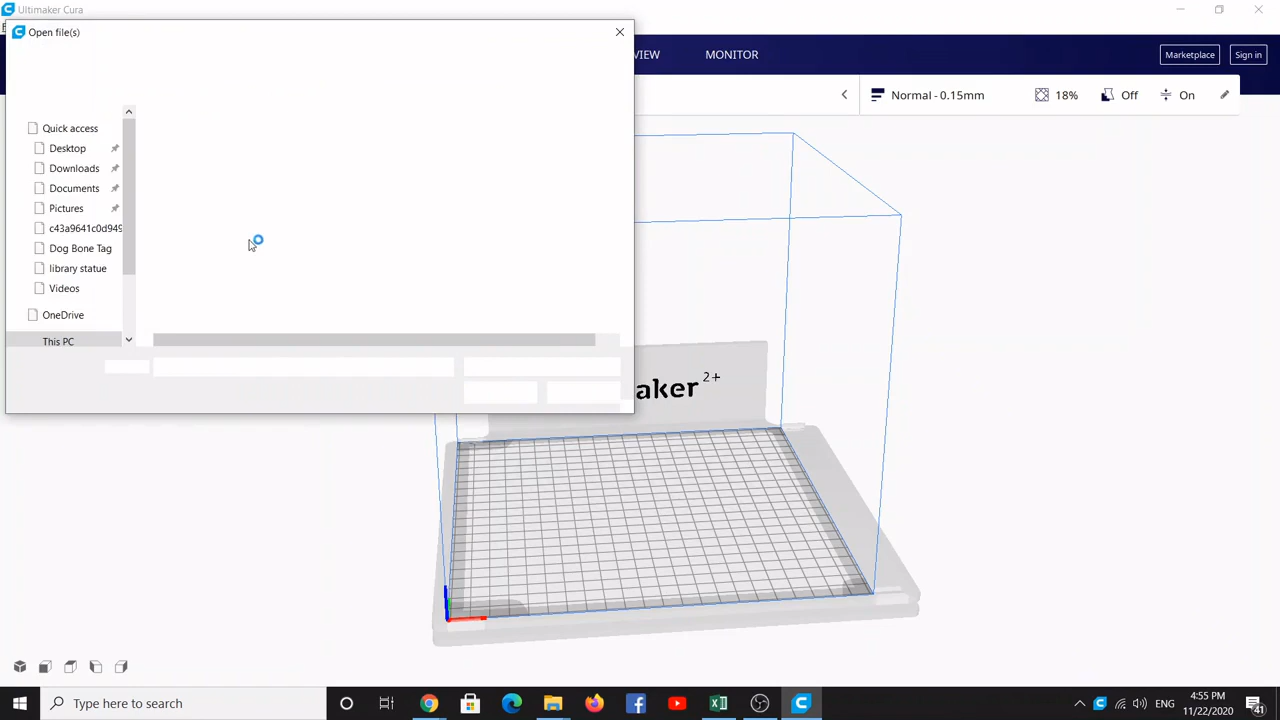 Ultimaker Cura
Open file(s)
VIEW
MONITOR
Marketplace
Sign in
Normal - 0.15mm
18%
Off
On
Quick access
Desktop
Downloads
Documents
Pictures
c43a9641c0d949
Dog Bone Tag
library statue
Videos
OneDrive
This PC
aker 2+
Type here to search
ENG
4:55 PM
11/22/2020
41